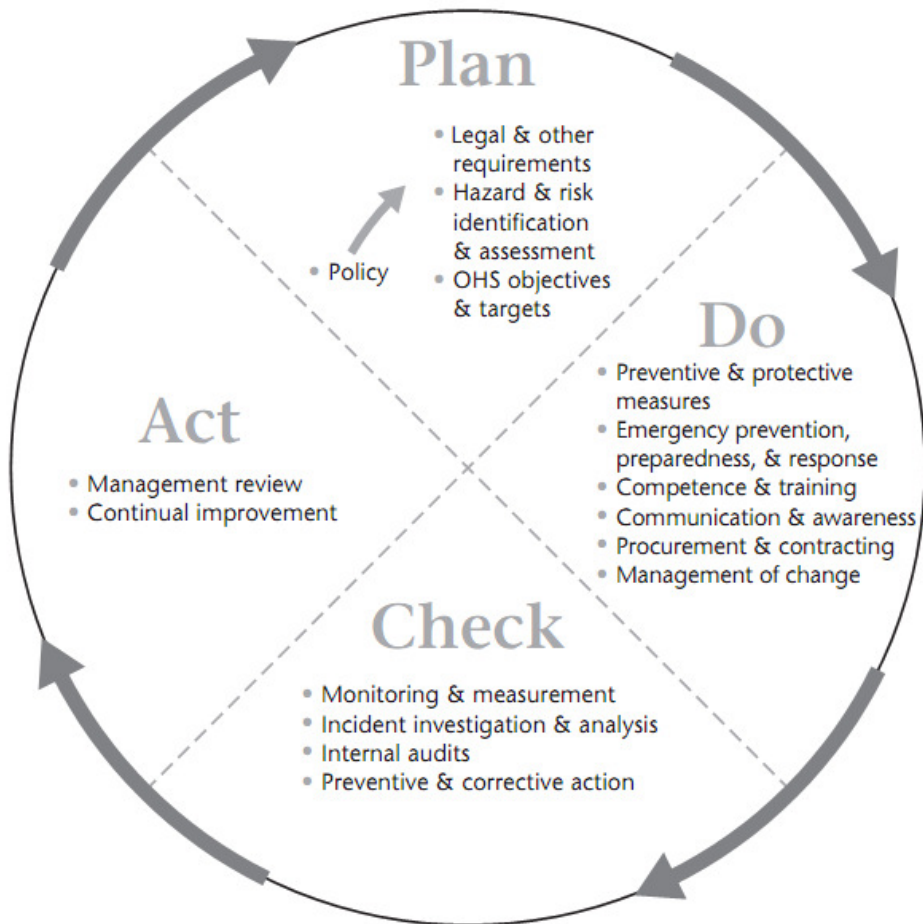 Plan
• Legal & other
requirements
• Hazard & risk
identification
& assessment
• OHS objectives
& targets
• Policy
Do
• Preventive & protective
measures
• Emergency prevention,
preparedness, & response
• Competence & training
• Communication & awareness
• Procurement & contracting
• Management of change
Check
• Monitoring & measurement
• Incident investigation & analysis
• Internal audits
• Preventive & corrective action
Act
• Management review
• Continual improvement